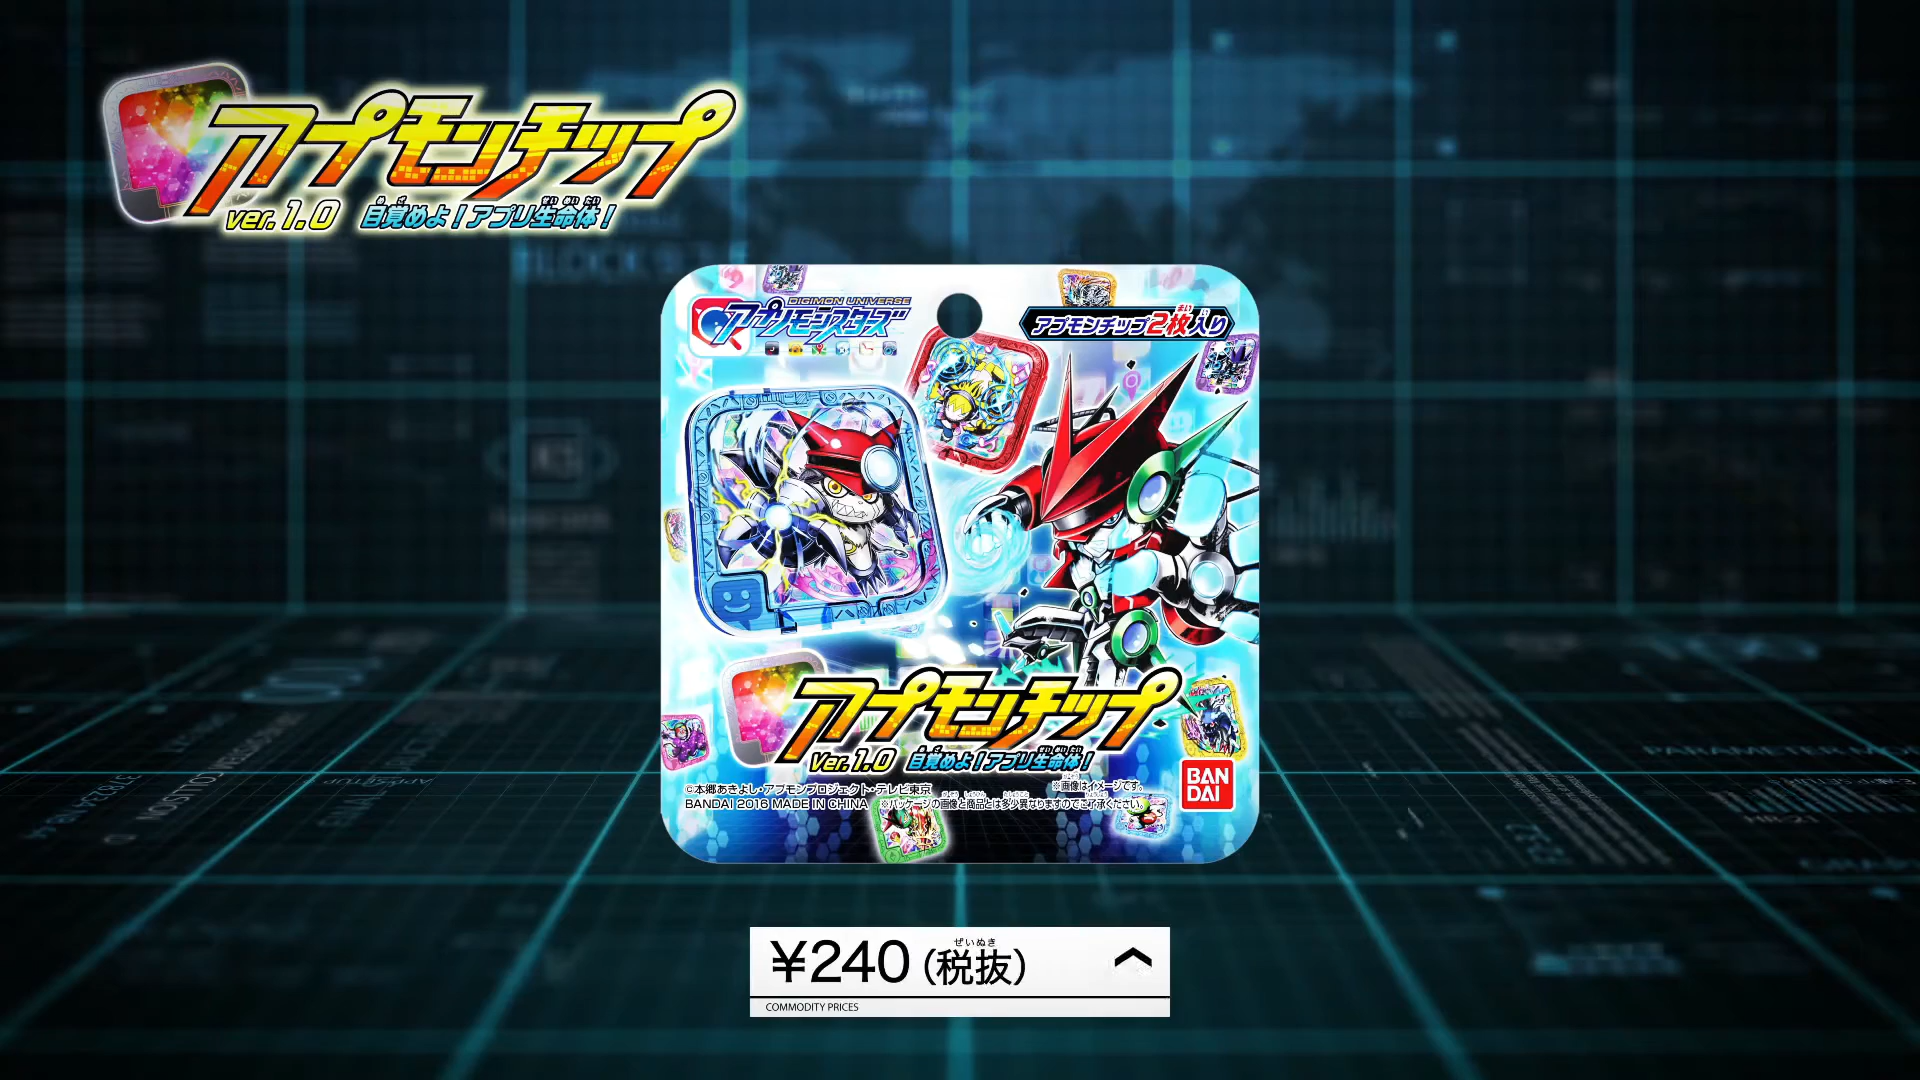 アプモンチップ
ver.1.0 目覚めよ!アプリ生命体!
DIGIMON UNIVERSE
アプリモンスターズ
アプモンチップ2枚入り
アプモンチップ
Ver.1.0 目覚めよ!アプリ生命体!
©本郷あきよし・アプモンプロジェクト・テレビ東京
※画像はイメージです。
BANDAI 2016 MADE IN CHINA ※パッケージの画像と商品とは多少異なりますのでご了承ください。
BAN
DAI
ぜいぬき
¥240(税抜)
COMMODITY PRICES